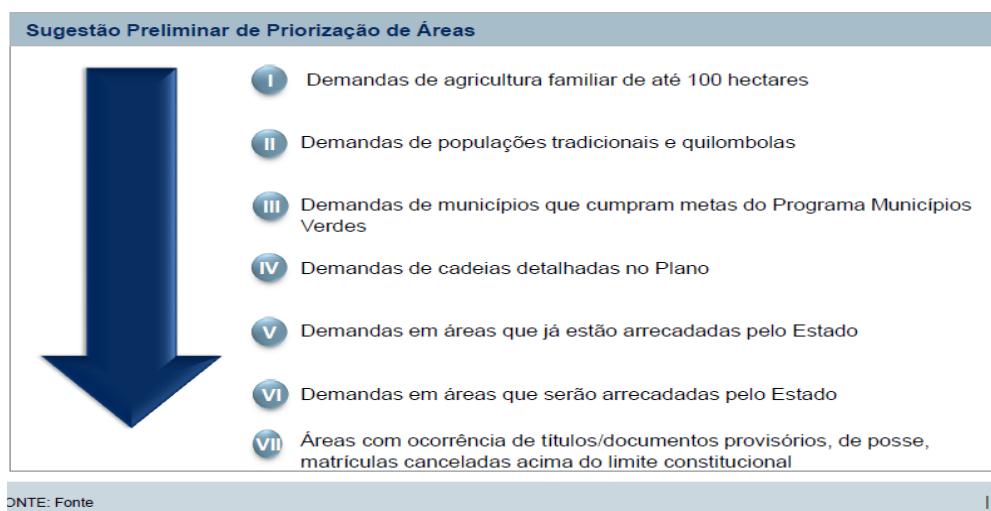 Sugestão Preliminar de Priorização de Áreas
I Demandas de agricultura familiar de até 100 hectares
II Demandas de populações tradicionais e quilombolas
III Demandas de municípios que cumpram metas do Programa Municípios
Verdes
IV Demandas de cadeias detalhadas no Plano
V Demandas em áreas que já estão arrecadadas pelo Estado
VI Demandas em áreas que serão arrecadadas pelo Estado
VII Áreas com ocorrência de títulos/documentos provisórios, de posse,
matrículas canceladas acima do limite constitucional
ONTE: Fonte |